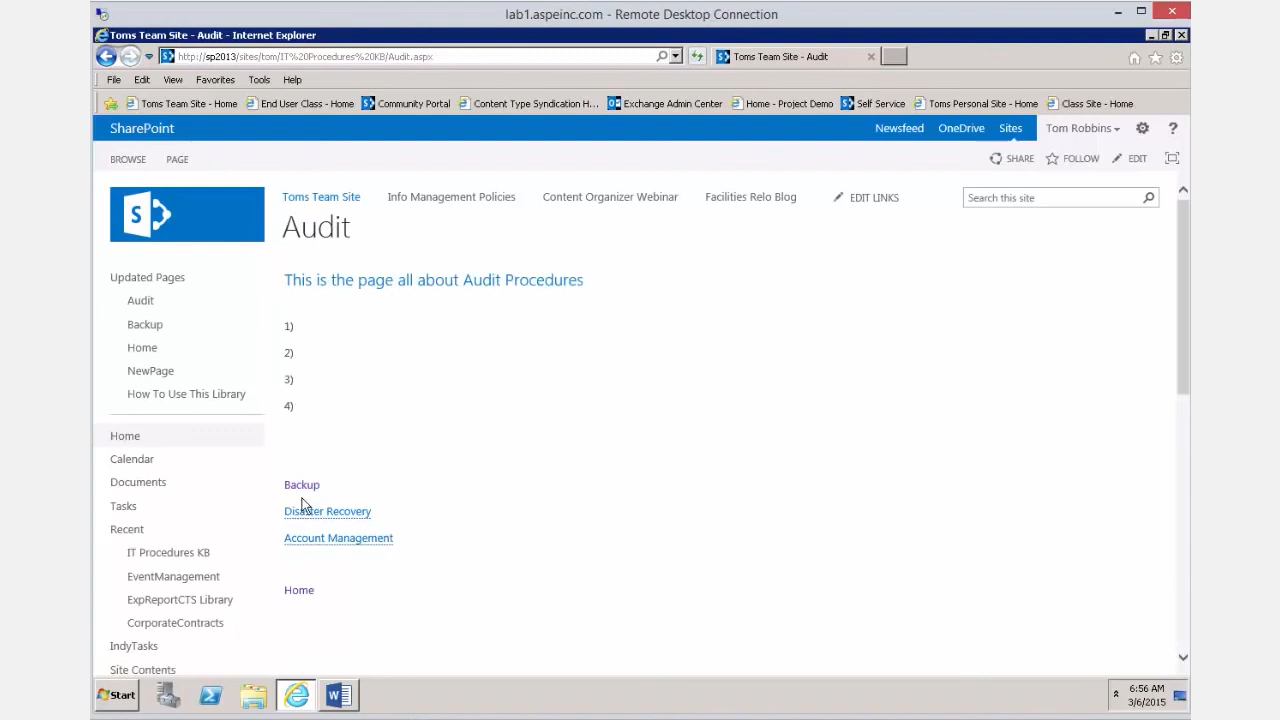 lab1.aspeinc.com - Remote Desktop Connection
Toms Team Site - Audit - Internet Explorer
http://sp2013/sites/tom/IT%20Procedures%20KB/Audit.aspx
Toms Team Site - Audit
File Edit View Favorites Tools Help
Toms Team Site - Home End User Class - Home Community Portal Content Type Syndication H... Exchange Admin Center Home - Project Demo Self Service Toms Personal Site - Home Class Site - Home
SharePoint
Newsfeed OneDrive Sites Tom Robbins ?
BROWSE PAGE
SHARE FOLLOW EDIT
S
Toms Team Site Info Management Policies Content Organizer Webinar Facilities Relo Blog EDIT LINKS
Search this site
Audit
Updated Pages
Audit
Backup
Home
NewPage
How To Use This Library
Home
Calendar
Documents
Tasks
Recent
IT Procedures KB
EventManagement
ExpReportCTS Library
CorporateContracts
IndyTasks
Site Contents
This is the page all about Audit Procedures
1)
2)
3)
4)
Backup
Disaster Recovery
Account Management
Home
Start
6:56 AM
3/6/2015